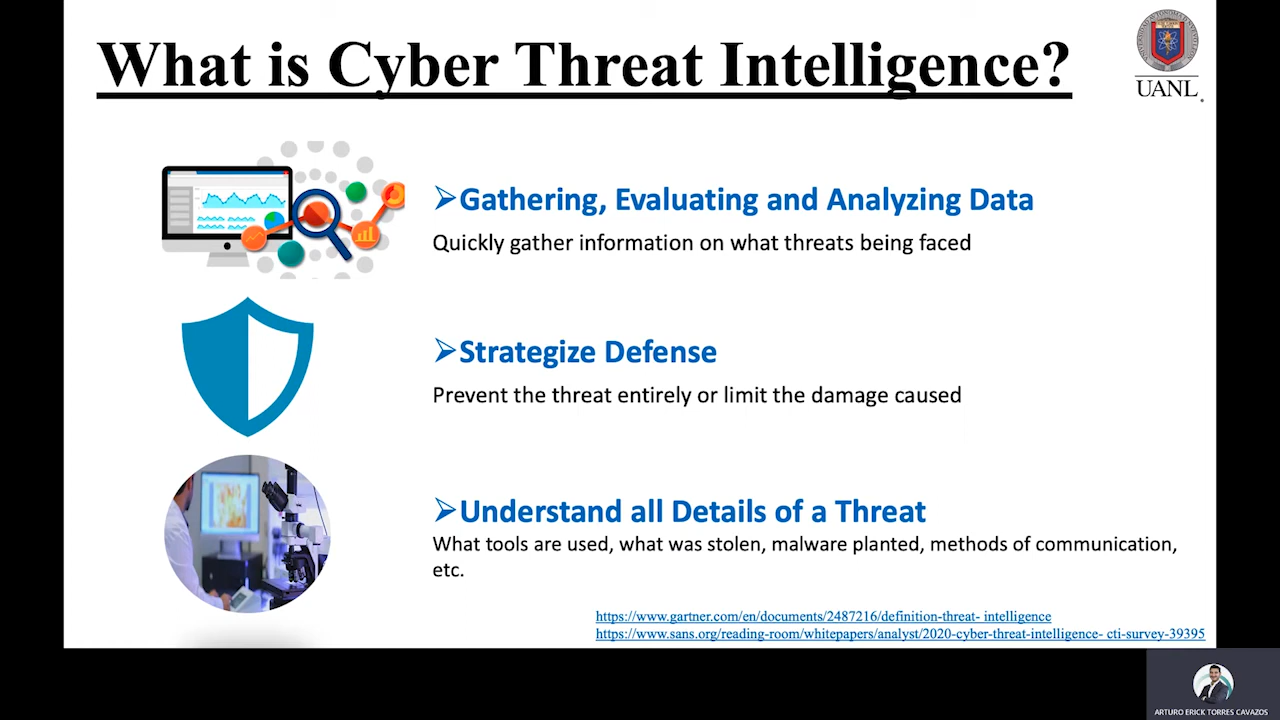 What is Cyber Threat Intelligence?
UANL
➢Gathering, Evaluating and Analyzing Data
Quickly gather information on what threats being faced
➢Strategize Defense
Prevent the threat entirely or limit the damage caused
➢Understand all Details of a Threat
What tools are used, what was stolen, malware planted, methods of communication,
etc.
https://www.gartner.com/en/documents/2487216/definition-threat- intelligence
https://www.sans.org/reading-room/whitepapers/analyst/2020-cyber-threat-intelligence- cti-survey-39395
ARTURO ERICK TORRES CAVAZOS